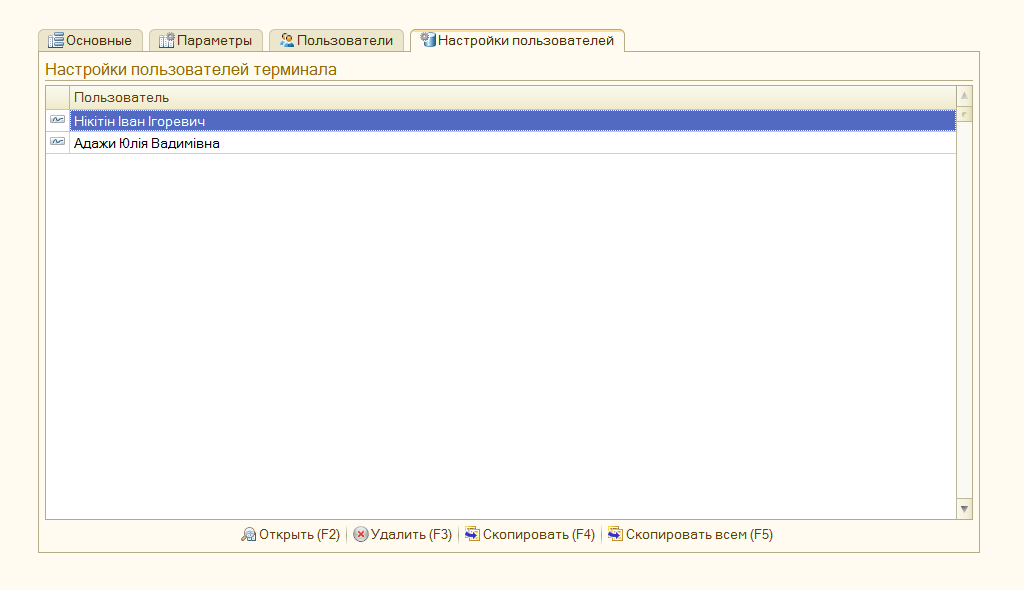 Основные Параметры Пользователи Настройки пользователей
Настройки пользователей терминала
Пользователь
Нікітін Іван Ігоревич
Адажи Юлія Вадимівна
Открыть (F2) Удалить (F3) Скопировать (F4) Скопировать всем (F5)